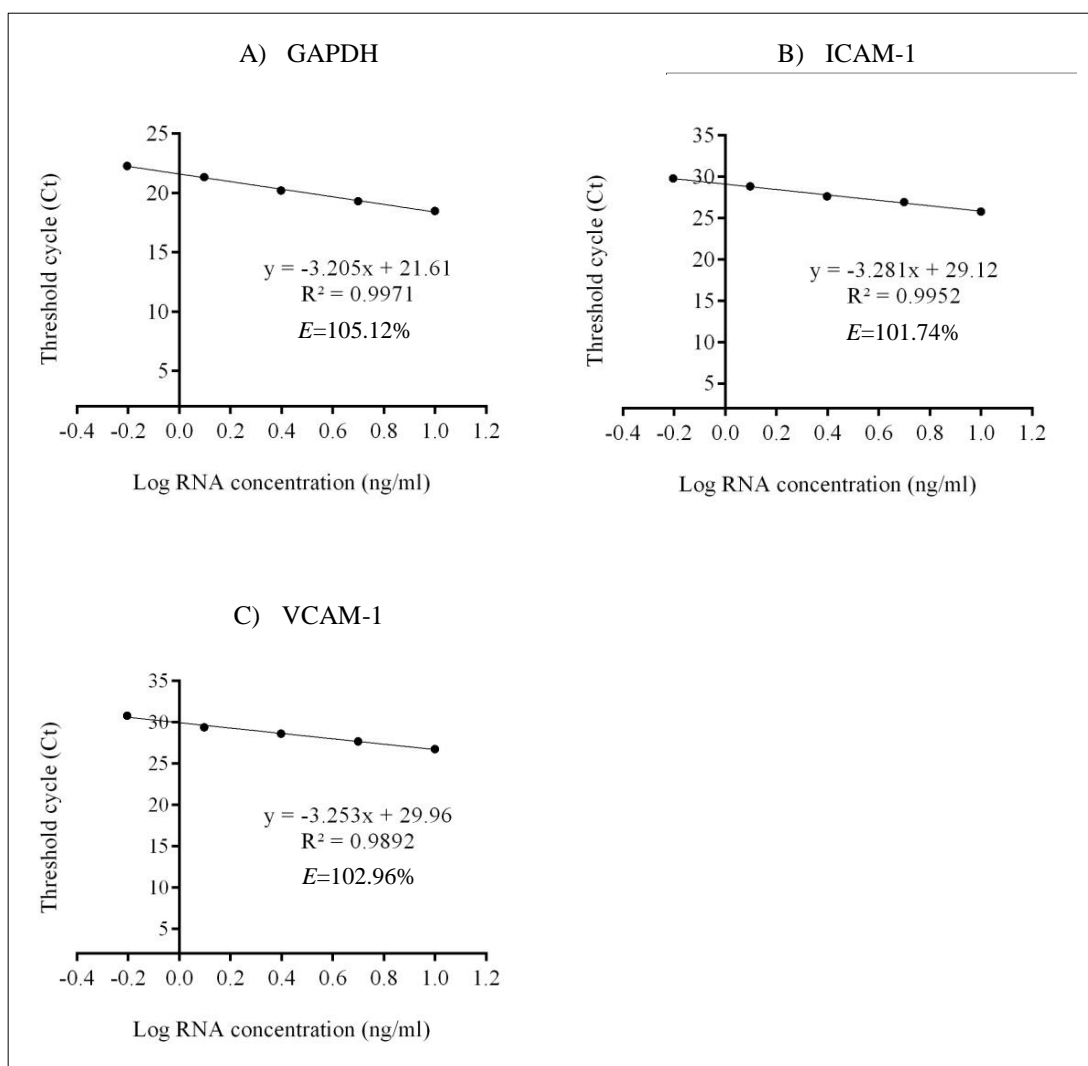 A) GAPDH
Threshold cycle (Ct)
25
20
15
10
5
y = -3.205x + 21.61
R² = 0.9971
E=105.12%
-0.4 -0.2 0.0 0.2 0.4 0.6 0.8 1.0 1.2
Log RNA concentration (ng/ml)
B) ICAM-1
Threshold cycle (Ct)
35
30
25
20
15
10
5
y = -3.281x + 29.12
R² = 0.9952
E=101.74%
-0.4 -0.2 0.0 0.2 0.4 0.6 0.8 1.0 1.2
Log RNA concentration (ng/ml)
C) VCAM-1
Threshold cycle (Ct)
35
30
25
20
15
10
5
y = -3.253x + 29.96
R² = 0.9892
E=102.96%
-0.4 -0.2 0.0 0.2 0.4 0.6 0.8 1.0 1.2
Log RNA concentration (ng/ml)